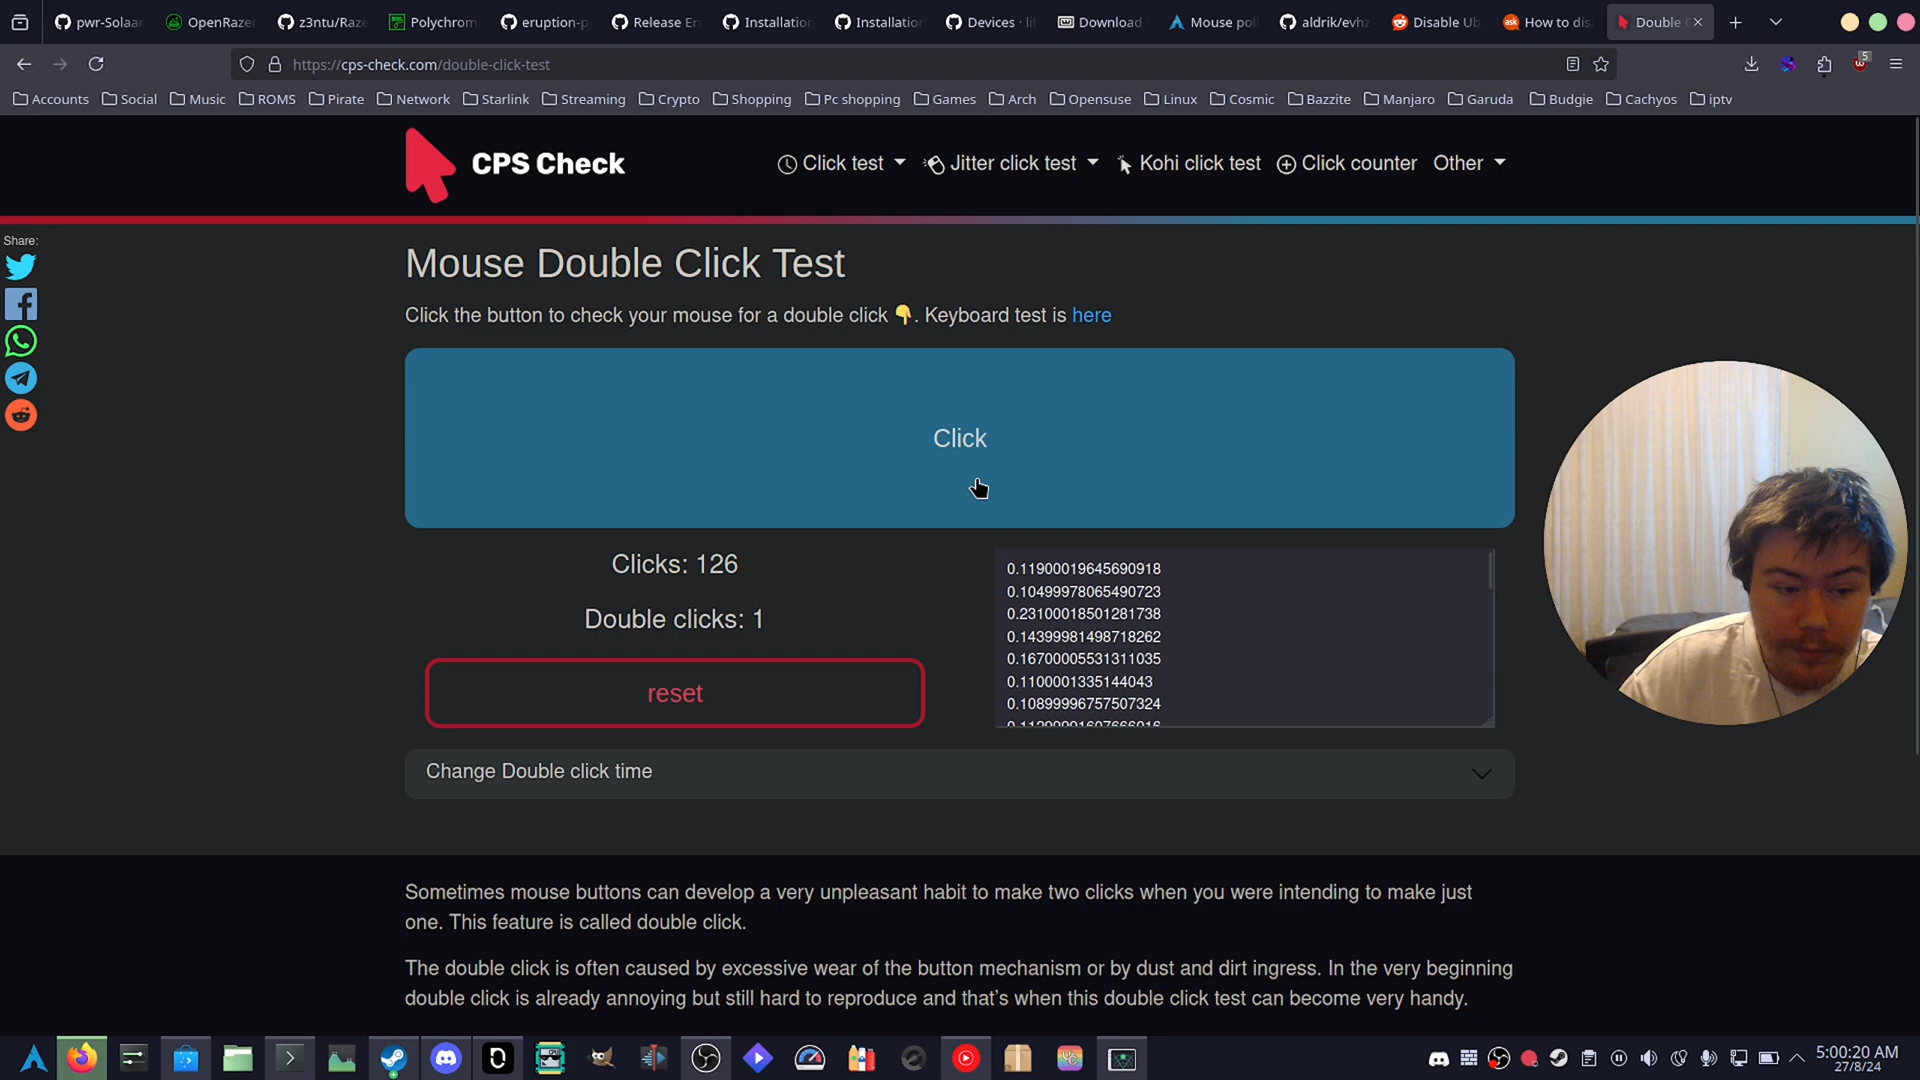 pwr-Solaar
OpenRazer
z3ntu/Raze
Polychrom
eruption-p
Release Er
Installation
Installation
Devices · li
Download
Mouse poll
aldrik/evhz
Disable Ub
How to dis
Double C
https://cps-check.com/double-click-test
5
Accounts
Social
Music
ROMS
Pirate
Network
Starlink
Streaming
Crypto
Shopping
Pc shopping
Games
Arch
Opensuse
Linux
Cosmic
Bazzite
Manjaro
Garuda
Budgie
Cachyos
iptv
CPS Check
Click test
Jitter click test
Kohi click test
Click counter
Other
Share:
Mouse Double Click Test
Click the button to check your mouse for a double click 👇. Keyboard test is here
Click
Clicks: 126
Double clicks: 1
reset
0.11900019645690918
0.10499978065490723
0.23100018501281738
0.14399981498718262
0.16700005531311035
0.1100001335144043
0.10899996757507324
Change Double click time
Sometimes mouse buttons can develop a very unpleasant habit to make two clicks when you were intending to make just
one. This feature is called double click.
The double click is often caused by excessive wear of the button mechanism or by dust and dirt ingress. In the very beginning
double click is already annoying but still hard to reproduce and that's when this double click test can become very handy.
5:00:20 AM
27/8/24